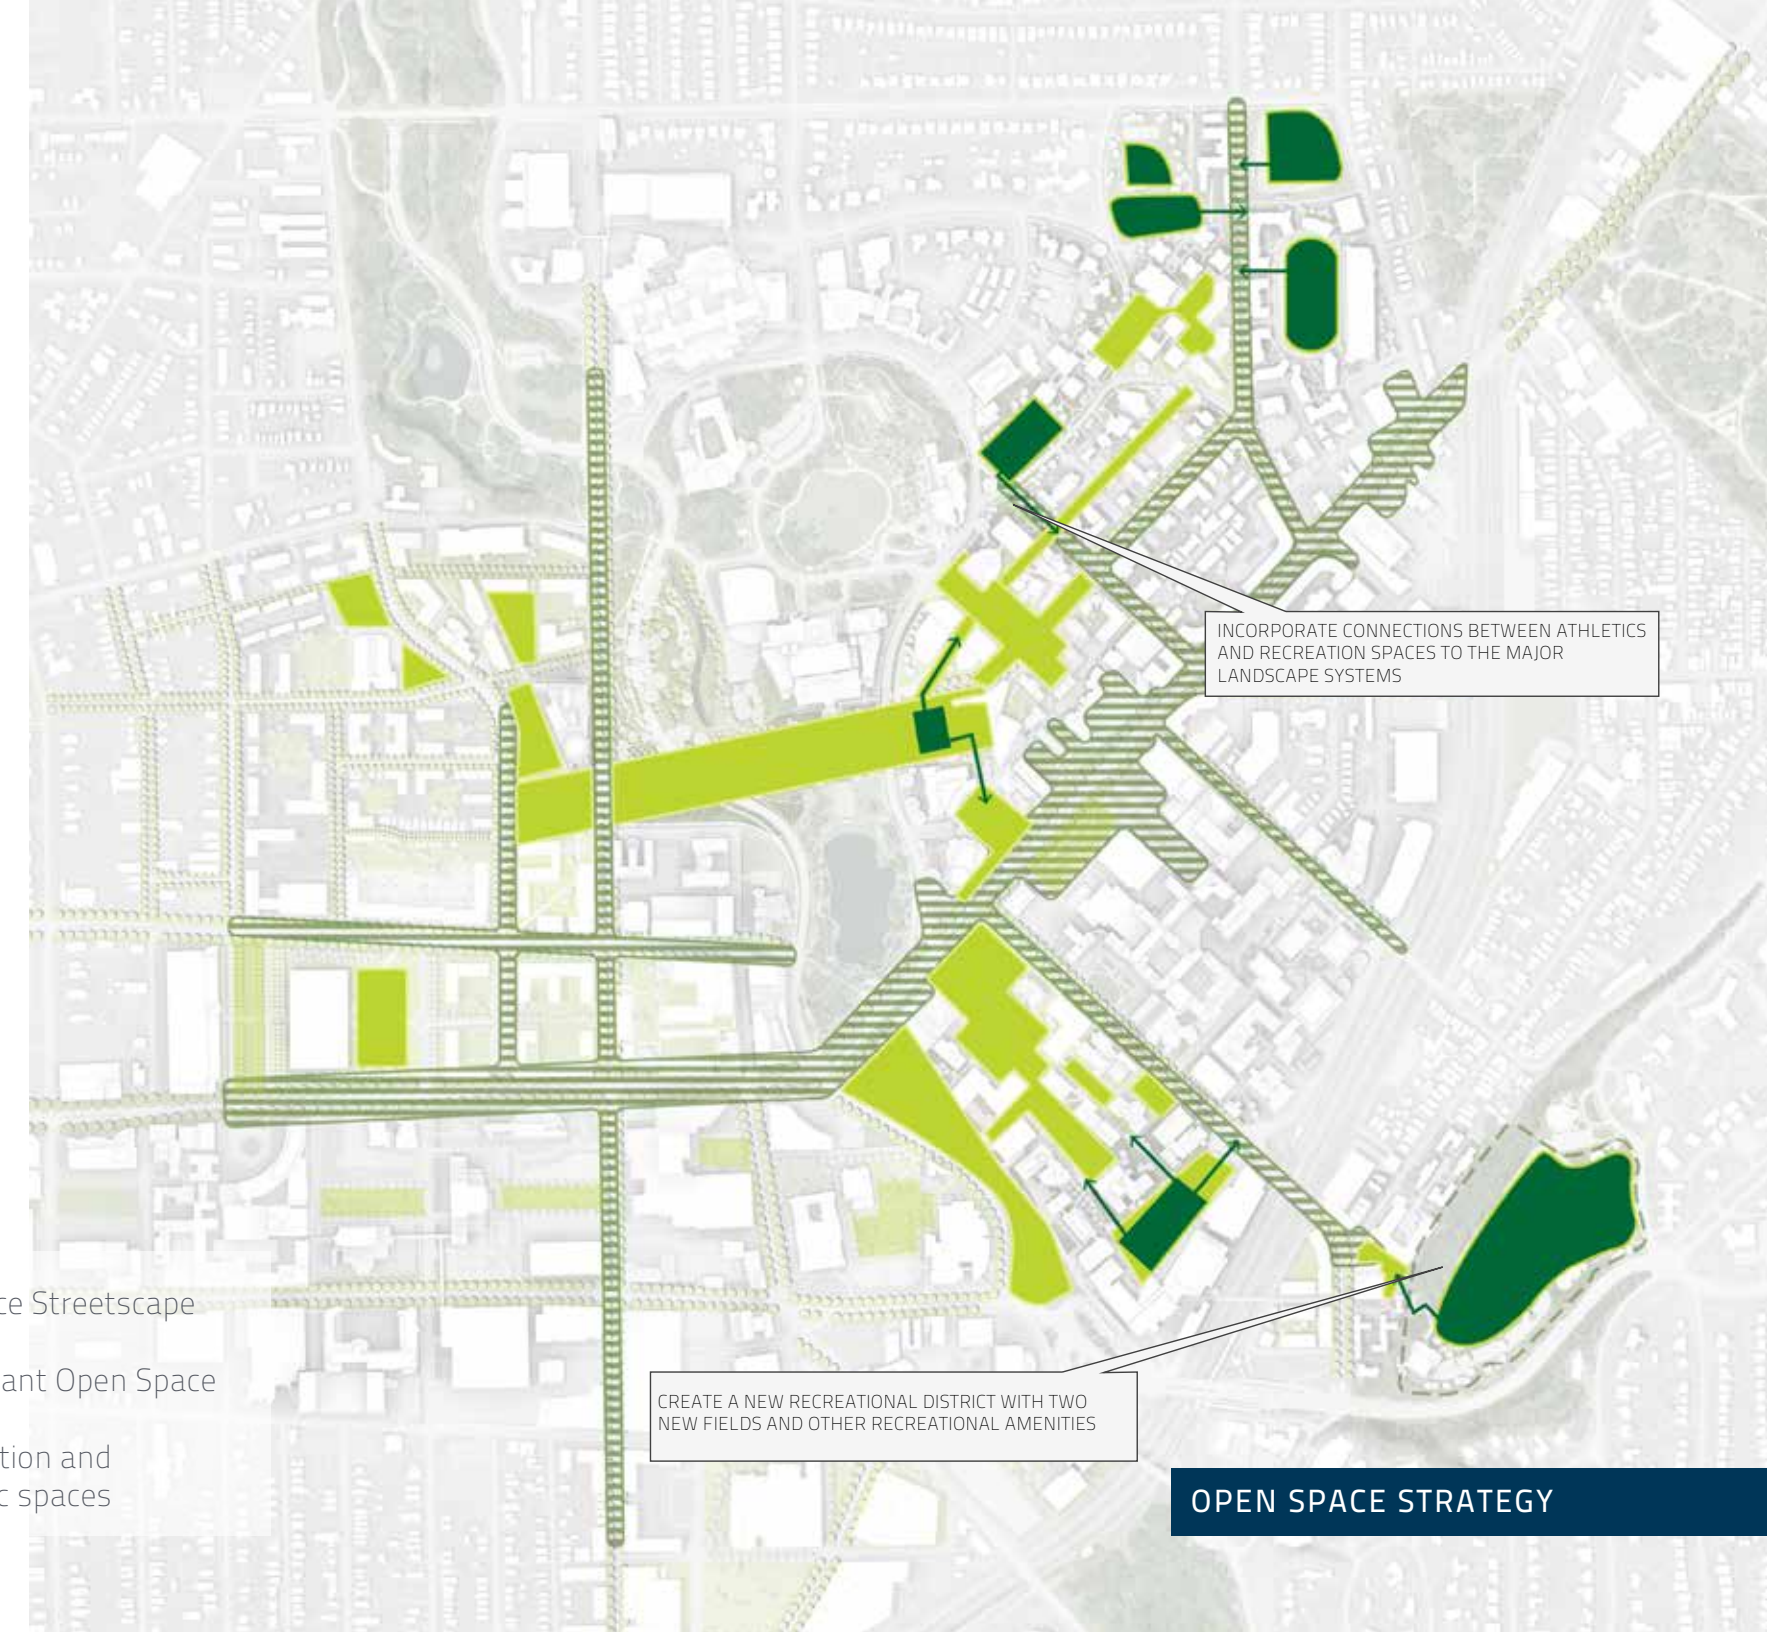 INCORPORATE CONNECTIONS BETWEEN ATHLETICS
AND RECREATION SPACES TO THE MAJOR
LANDSCAPE SYSTEMS
ce Streetscape
ant Open Space
tion and
c spaces
CREATE A NEW RECREATIONAL DISTRICT WITH TWO
NEW FIELDS AND OTHER RECREATIONAL AMENITIES
OPEN SPACE STRATEGY